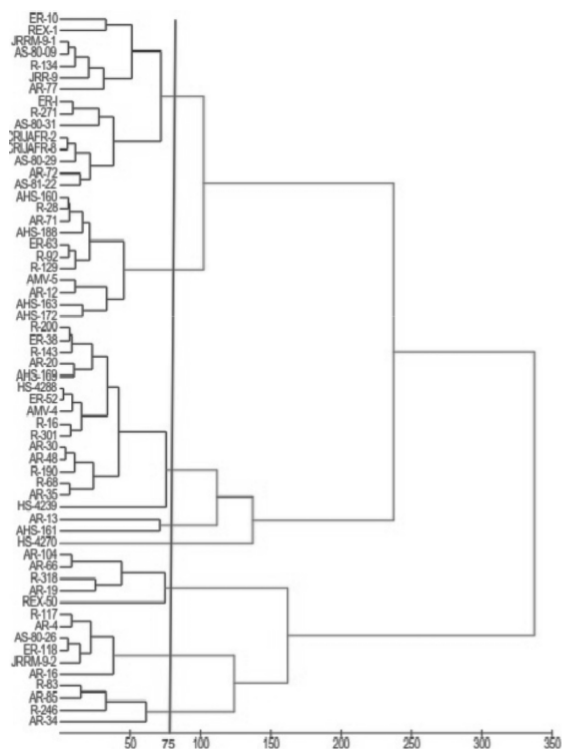 ER-10
REX-1
JRRM-9-1
AS-80-09
R-134
JRR-9
AR-77
ER-I
R-271
AS-80-31
CRIJAFR-2
CRIJAFR-8
AS-80-29
AR-72
AS-81-22
AHS-160
R-28
AR-71
AHS-188
ER-63
R-92
R-129
AMV-5
AR-12
AHS-163
AHS-172
R-200
ER-38
R-143
AR-20
AHS-169
HS-4288
ER-52
AMV-4
R-16
R-301
AR-30
AR-48
R-190
R-68
AR-35
HS-4239
AR-13
AHS-161
HS-4270
AR-104
AR-66
R-318
AR-19
REX-50
R-117
AR-4
AS-80-26
ER-118
JRRM-9-2
AR-16
R-83
AR-85
R-246
AR-34
50 75 100 150 200 250 300 350